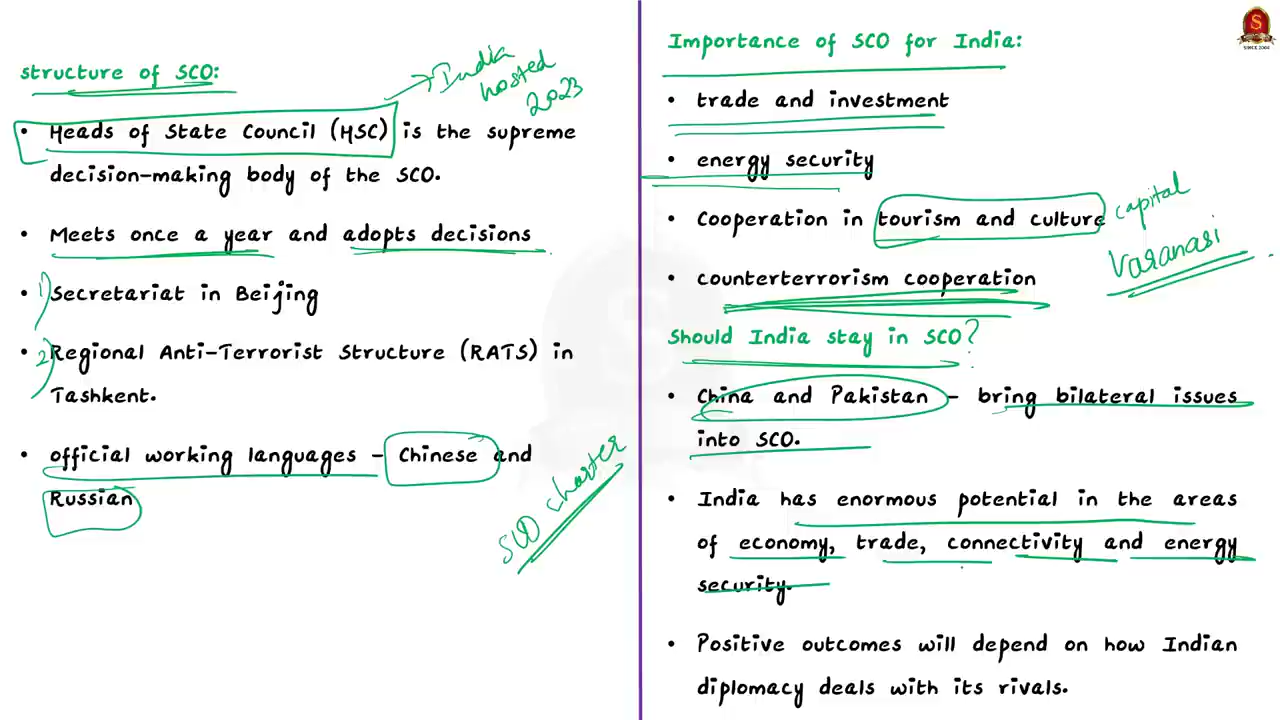 structure of SCO:
India
hosted
2023
• Heads of State Council (HSC) is the supreme
decision-making body of the SCO.
• Meets once a year and adopts decisions
• 1) Secretariat in Beijing
• 2) Regional Anti-Terrorist Structure (RATS) in
Tashkent.
• official working languages - Chinese and
Russian
SCO charter
Importance of SCO for India:
• trade and investment
• energy security
• Cooperation in tourism and culture
capital
Varanasi
• counterterrorism cooperation
Should India stay in SCO?
• China and Pakistan - bring bilateral issues
into SCO.
• India has enormous potential in the areas
of economy, trade, connectivity and energy
security.
• Positive outcomes will depend on how Indian
diplomacy deals with its rivals.
S
SINCE 2004